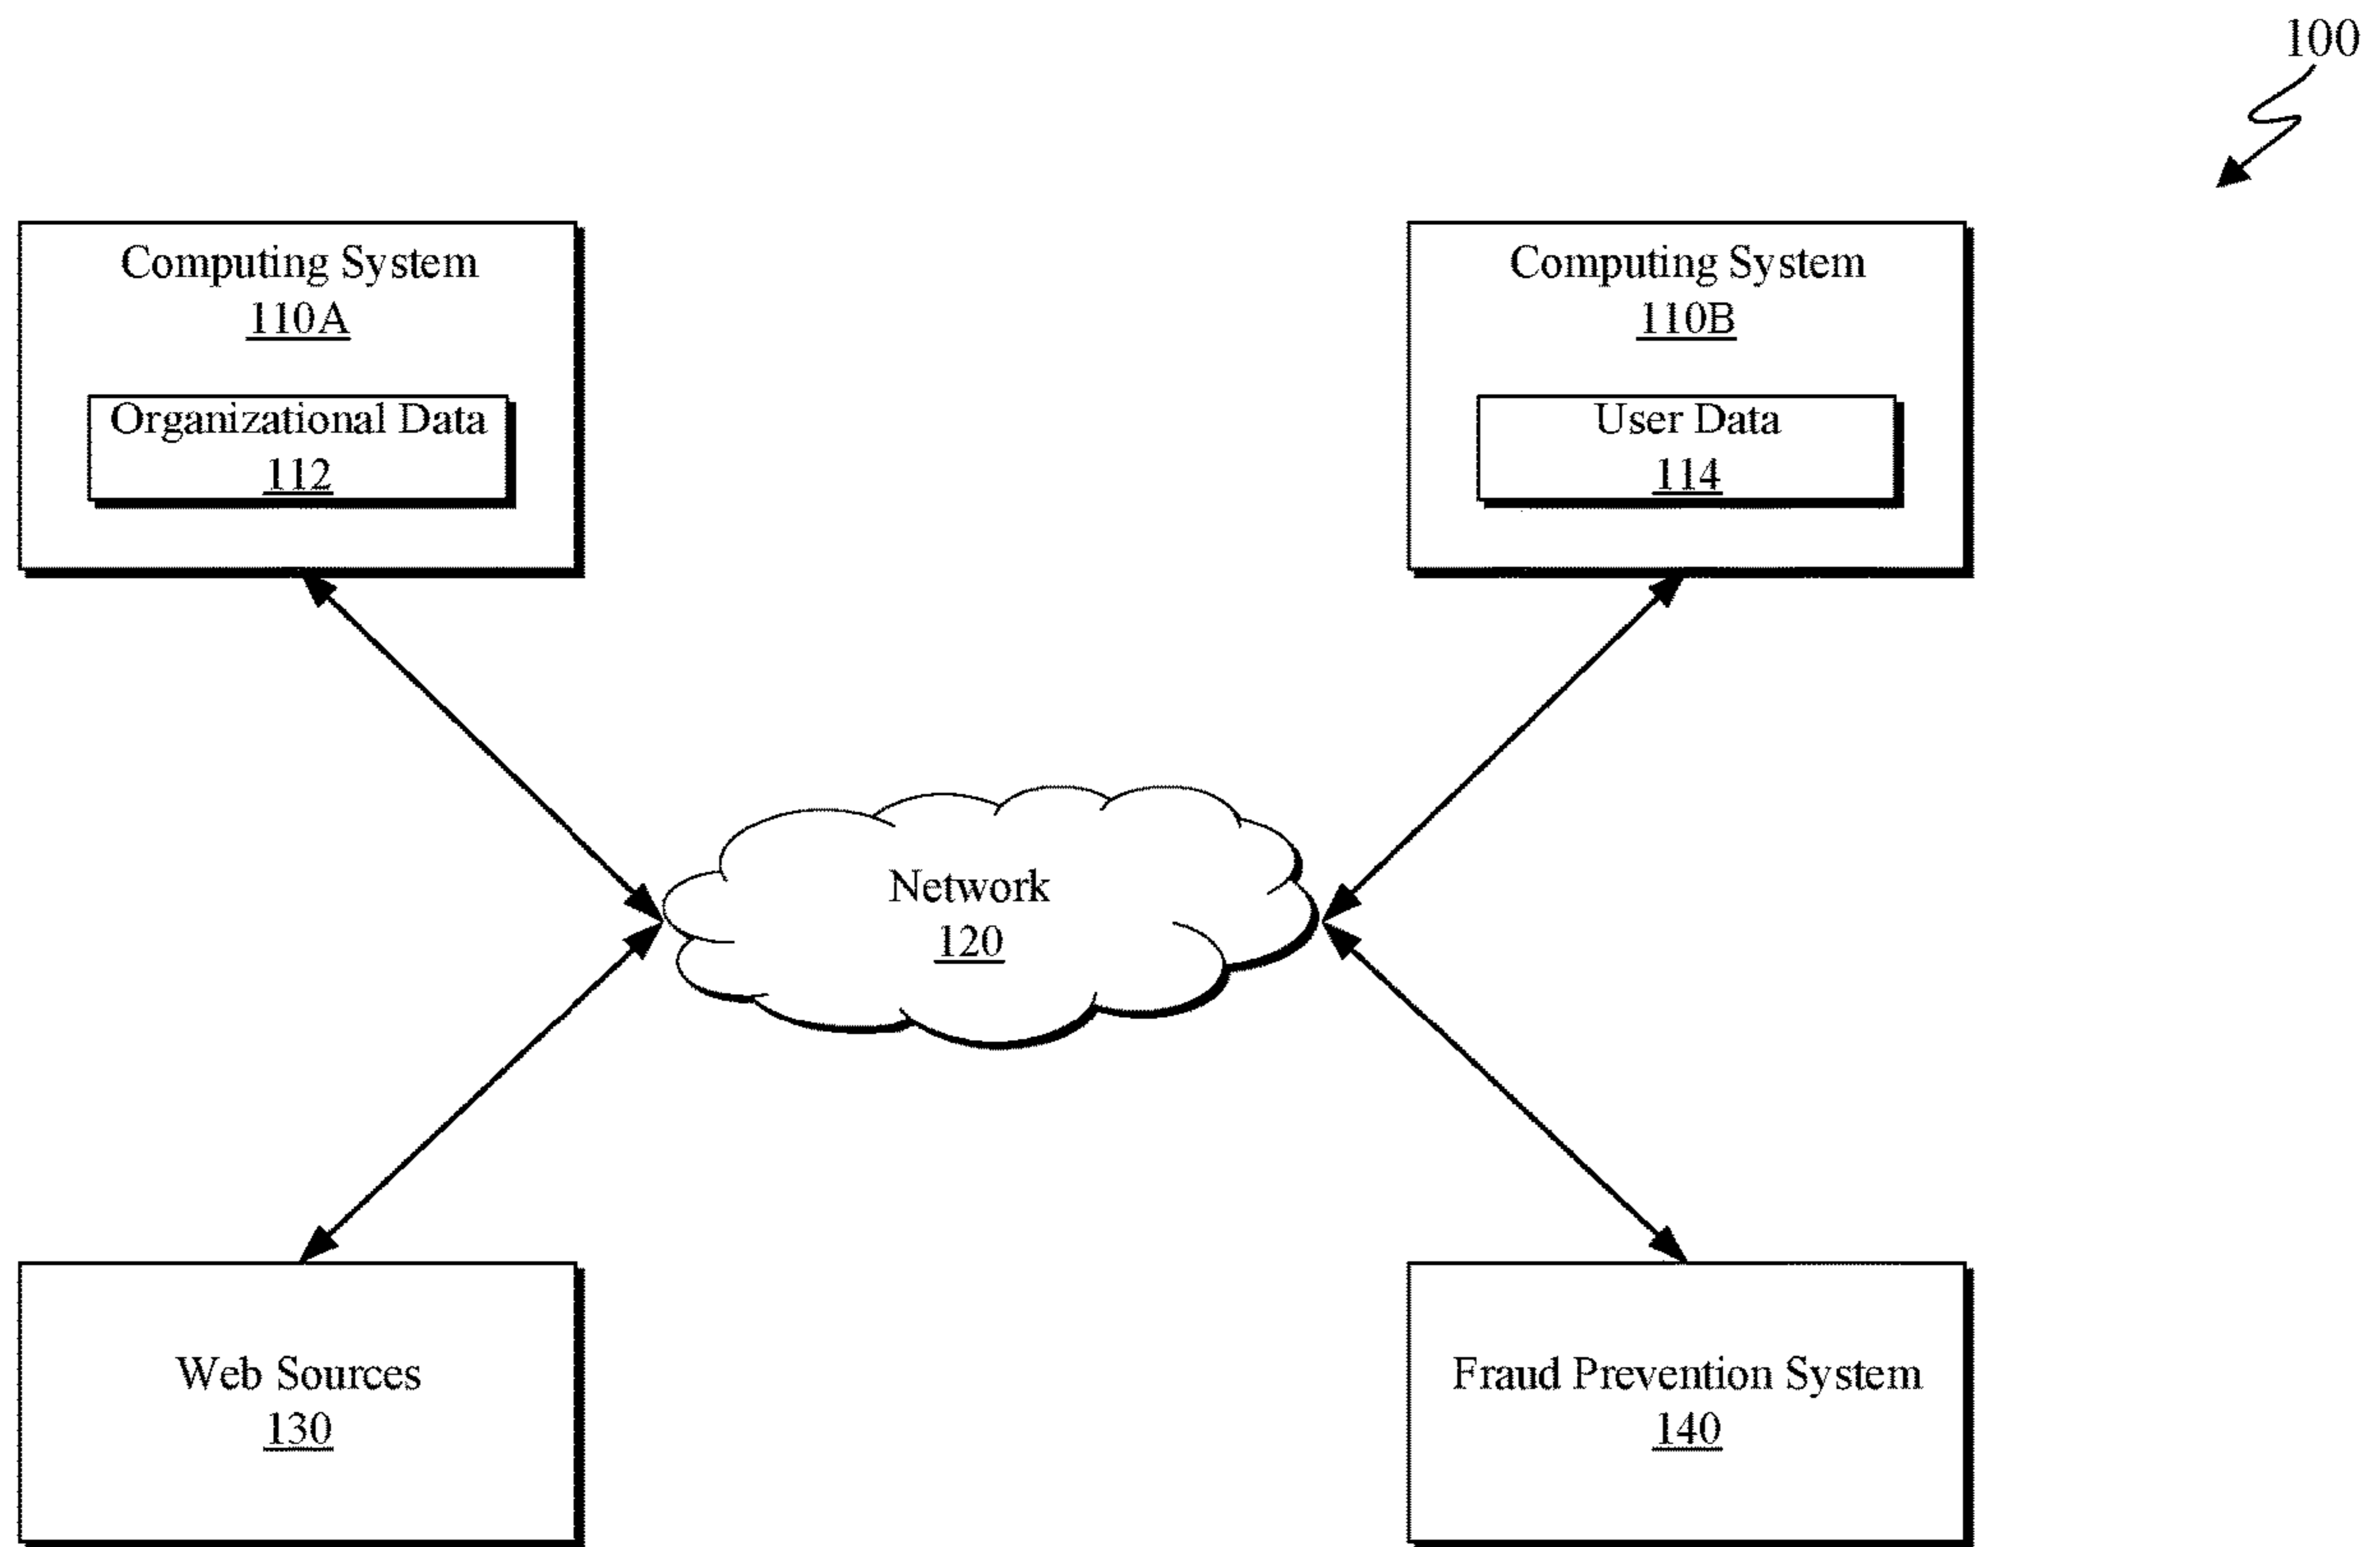 100
Computing System
110A
Organizational Data
112
Computing System
110B
User Data
114
Network
120
Web Sources
130
Fraud Prevention System
140